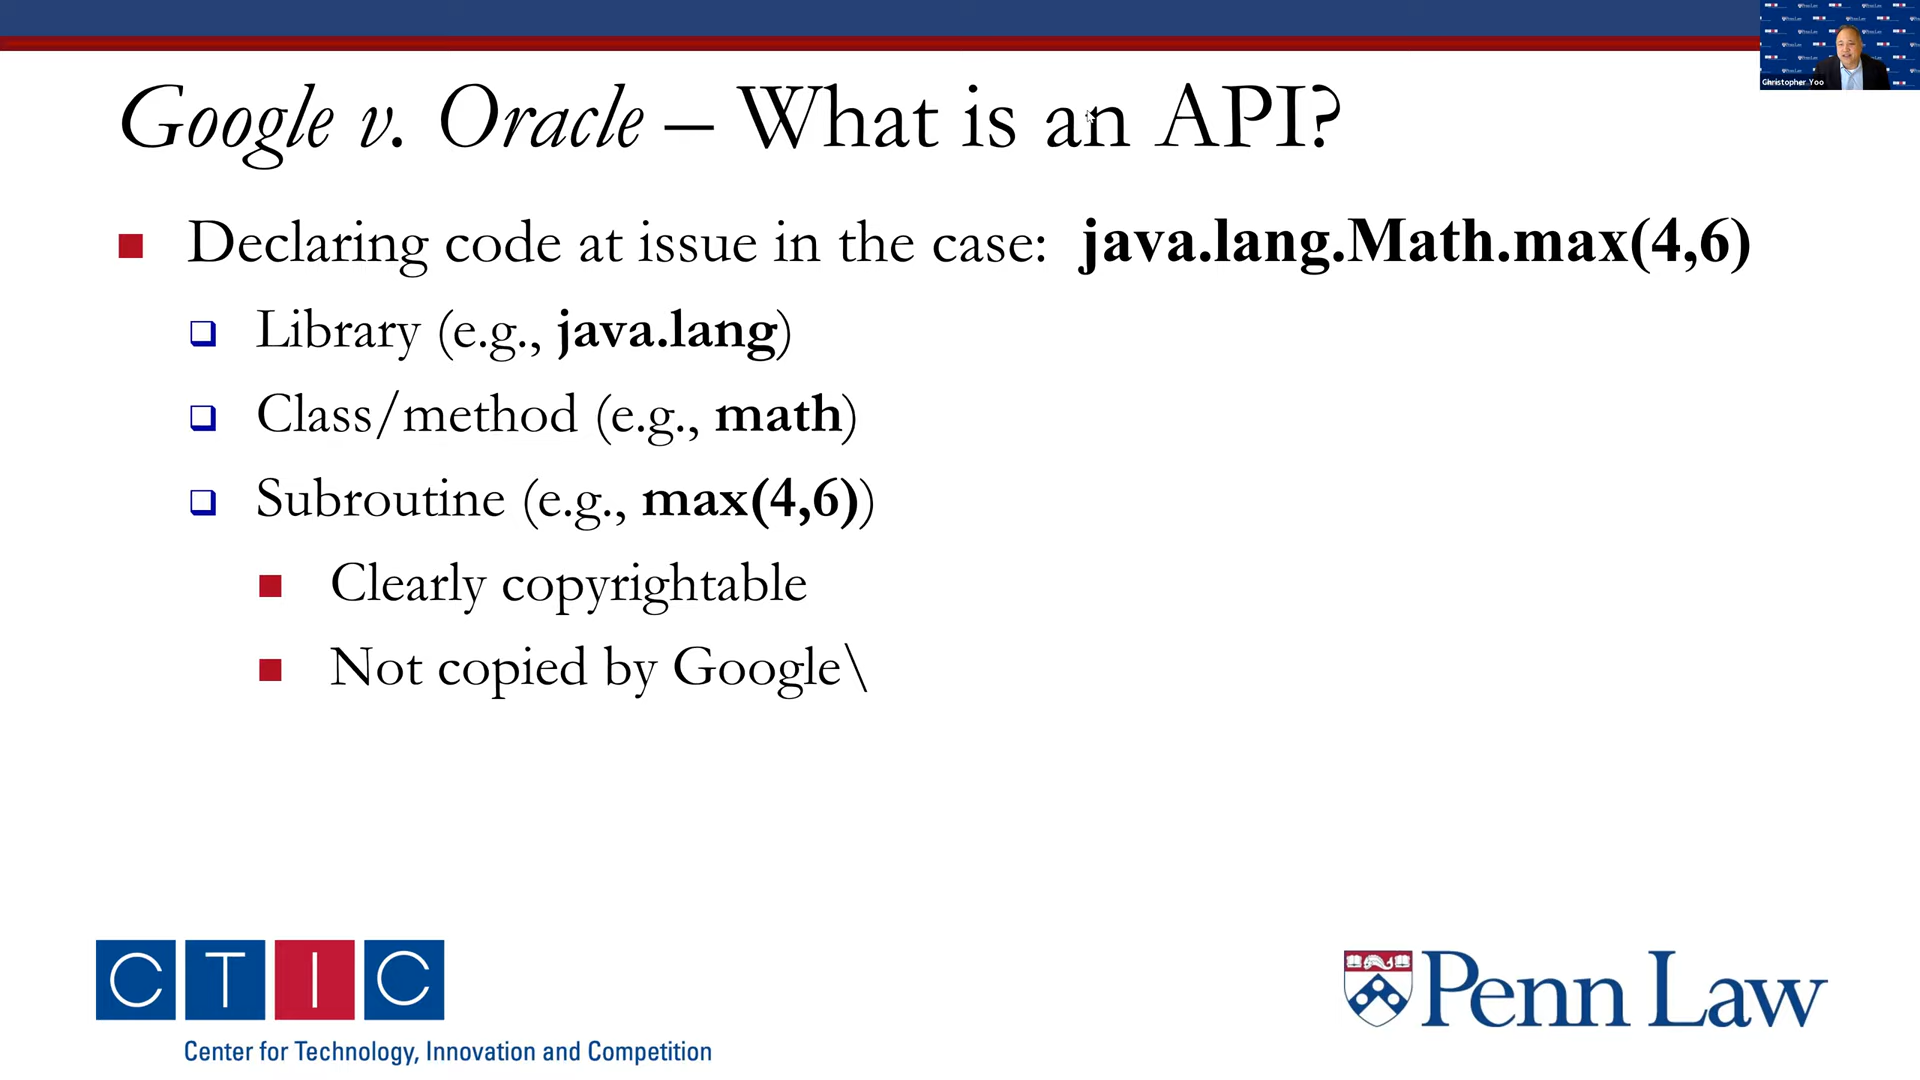 Google v. Oracle – What is an API?
Christopher Yoo
Declaring code at issue in the case: java.lang.Math.max(4,6)
Library (e.g., java.lang)
Class/method (e.g., math)
Subroutine (e.g., max(4,6))
Clearly copyrightable
Not copied by Google\
CTIC
Center for Technology, Innovation and Competition
Penn Law